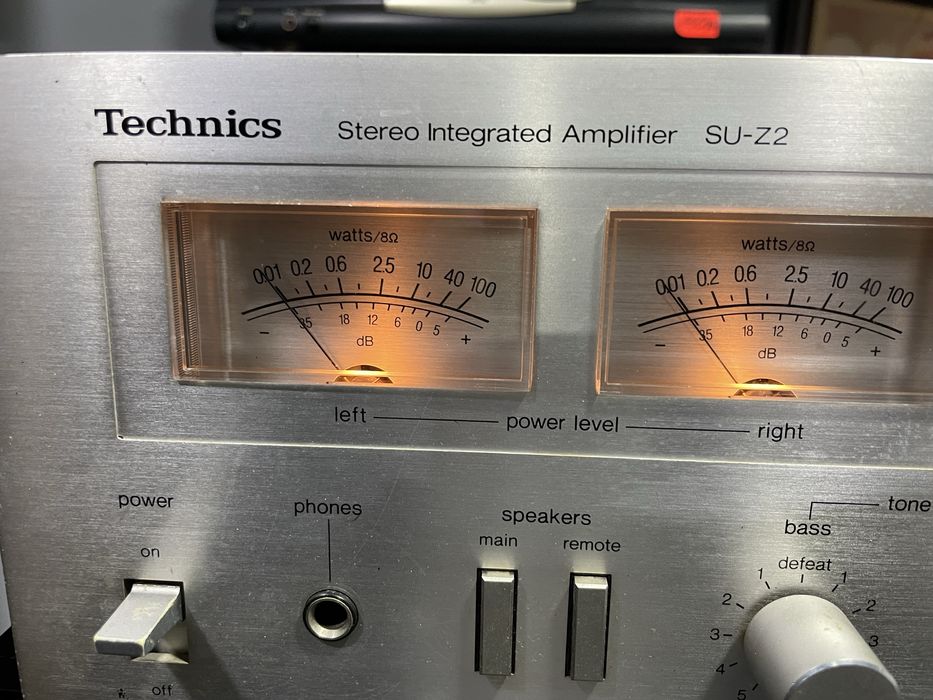 Technics Stereo Integrated Amplifier SU-Z2
watts/8Ω
0.01 0.2 0.6 2.5 10 40 100
35 18 12 6 0 5
− dB +
watts/8Ω
0.01 0.2 0.6 2.5 10 40 100
35 18 12 6 0 5
− dB +
left power level right
power
on
off
phones
speakers
main remote
tone
bass
defeat
1 1
2 2
3 3
4
5